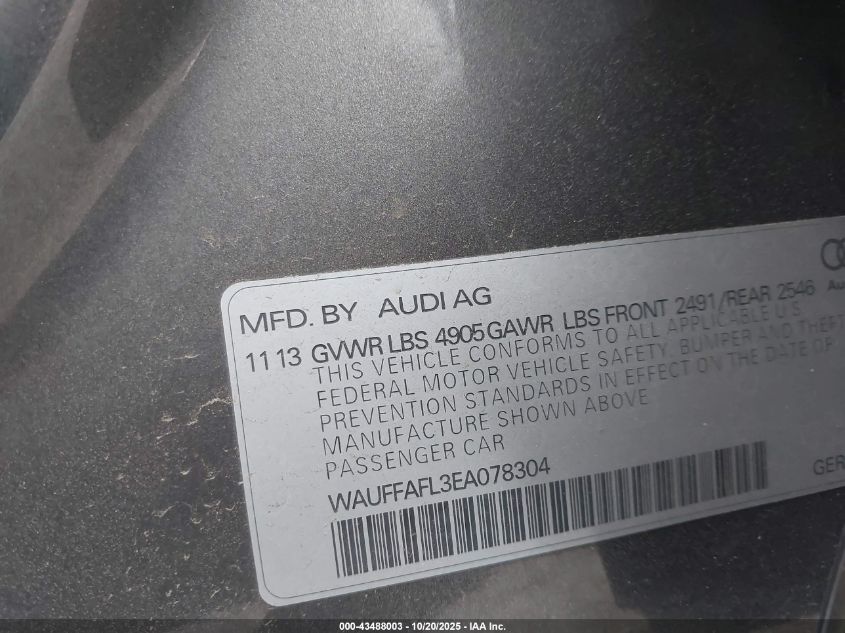 MFD. BY AUDI AG
11 13 GVWR LBS 4905 GAWR LBS FRONT 2491/REAR 2546
THIS VEHICLE CONFORMS TO ALL APPLICABLE U.S.
FEDERAL MOTOR VEHICLE SAFETY, BUMPER AND THEFT
PREVENTION STANDARDS IN EFFECT ON THE DATE OF
MANUFACTURE SHOWN ABOVE
PASSENGER CAR
WAUFFAFL3EA078304
000-43488003 - 10/20/2025 - IAA Inc.